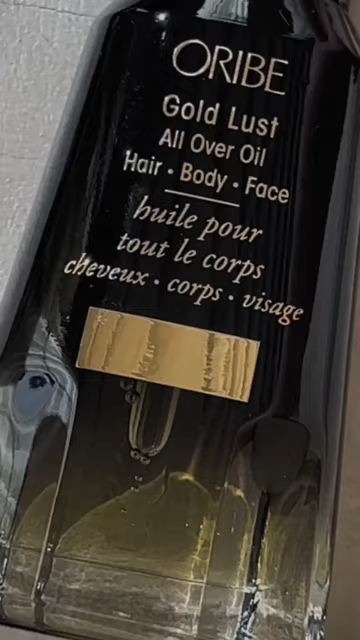 ORIBE
Gold Lust
All Over Oil
Hair • Body • Face
huile pour
tout le corps
cheveux • corps • visage